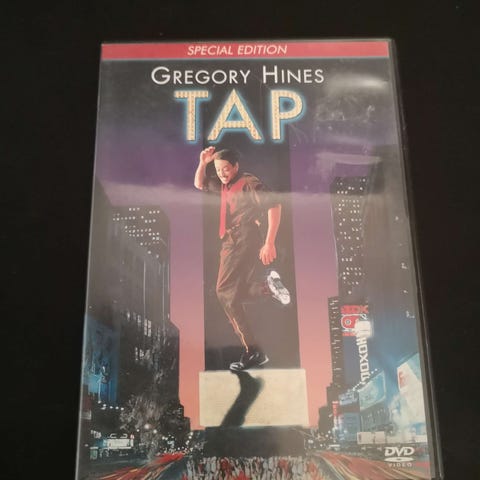 SPECIAL EDITION
GREGORY HINES
TAP
DVD
VIDEO